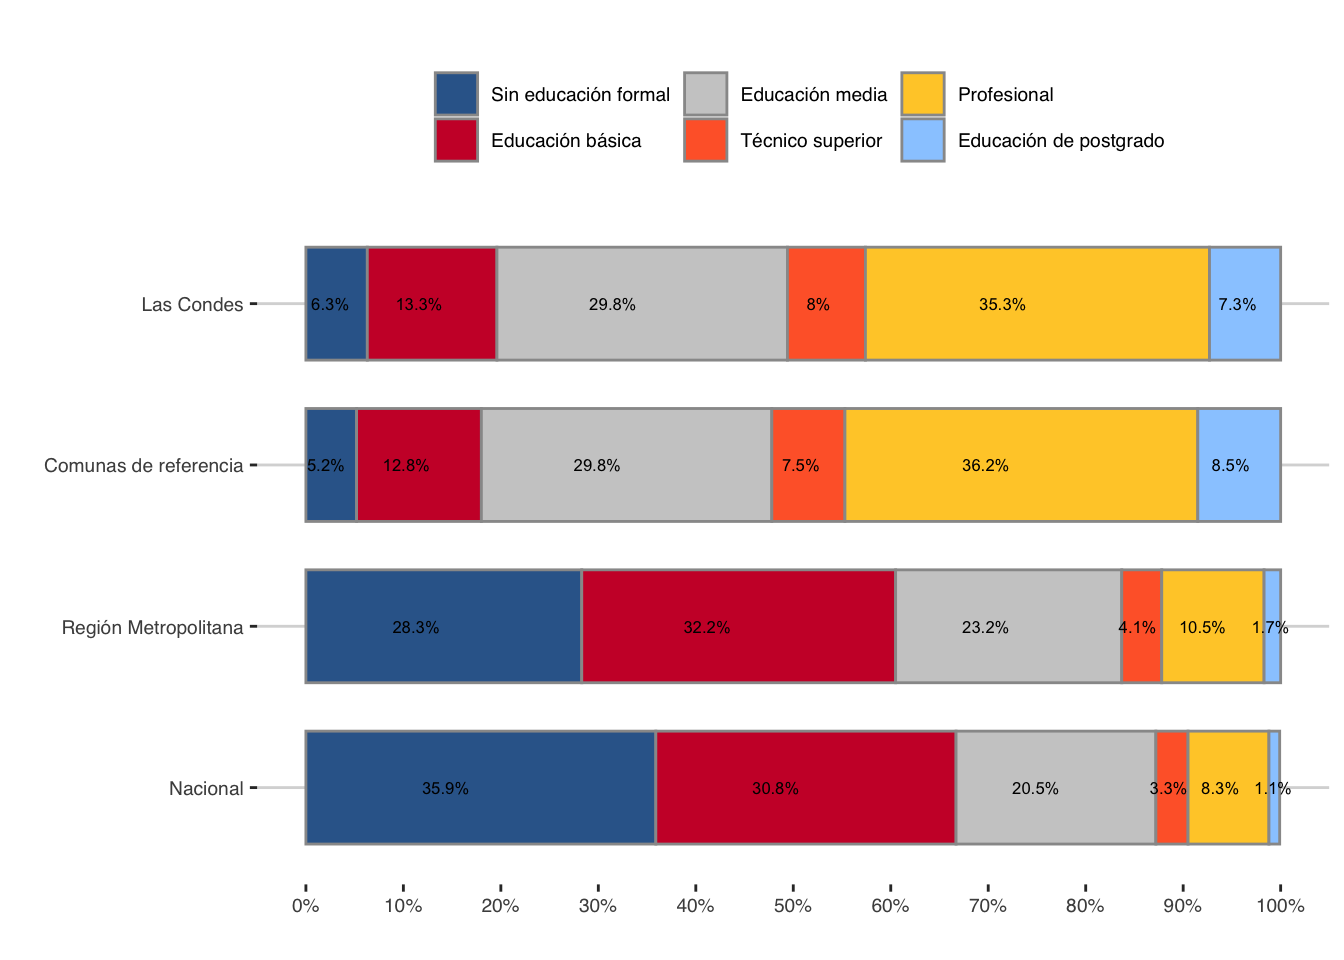 Sin educación formal Educación media Profesional
Educación básica Técnico superior Educación de postgrado
Las Condes 6.3% 13.3% 29.8% 8% 35.3% 7.3%
Comunas de referencia 5.2% 12.8% 29.8% 7.5% 36.2% 8.5%
Región Metropolitana 28.3% 32.2% 23.2% 4.1% 10.5% 1.7%
Nacional 35.9% 30.8% 20.5% 3.3% 8.3% 1.1%
0% 10% 20% 30% 40% 50% 60% 70% 80% 90% 100%